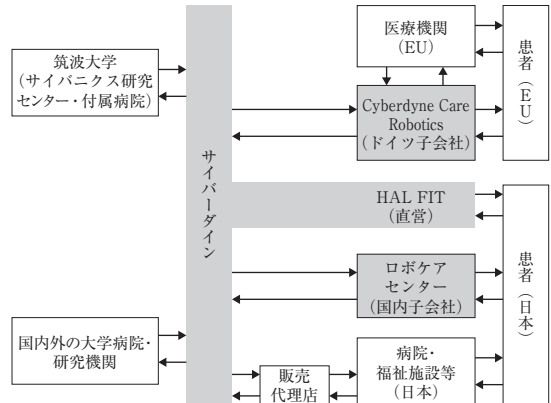 筑波大学
（サイバニクス研究
センター・付属病院）
国内外の大学病院・
研究機関
サイバーダイン
医療機関
（EU）
Cyberdyne Care
Robotics
（ドイツ子会社）
患者（EU）
HAL FIT
（直営）
ロボケア
センター
（国内子会社）
販売
代理店
病院・
福祉施設等
（日本）
患者（日本）